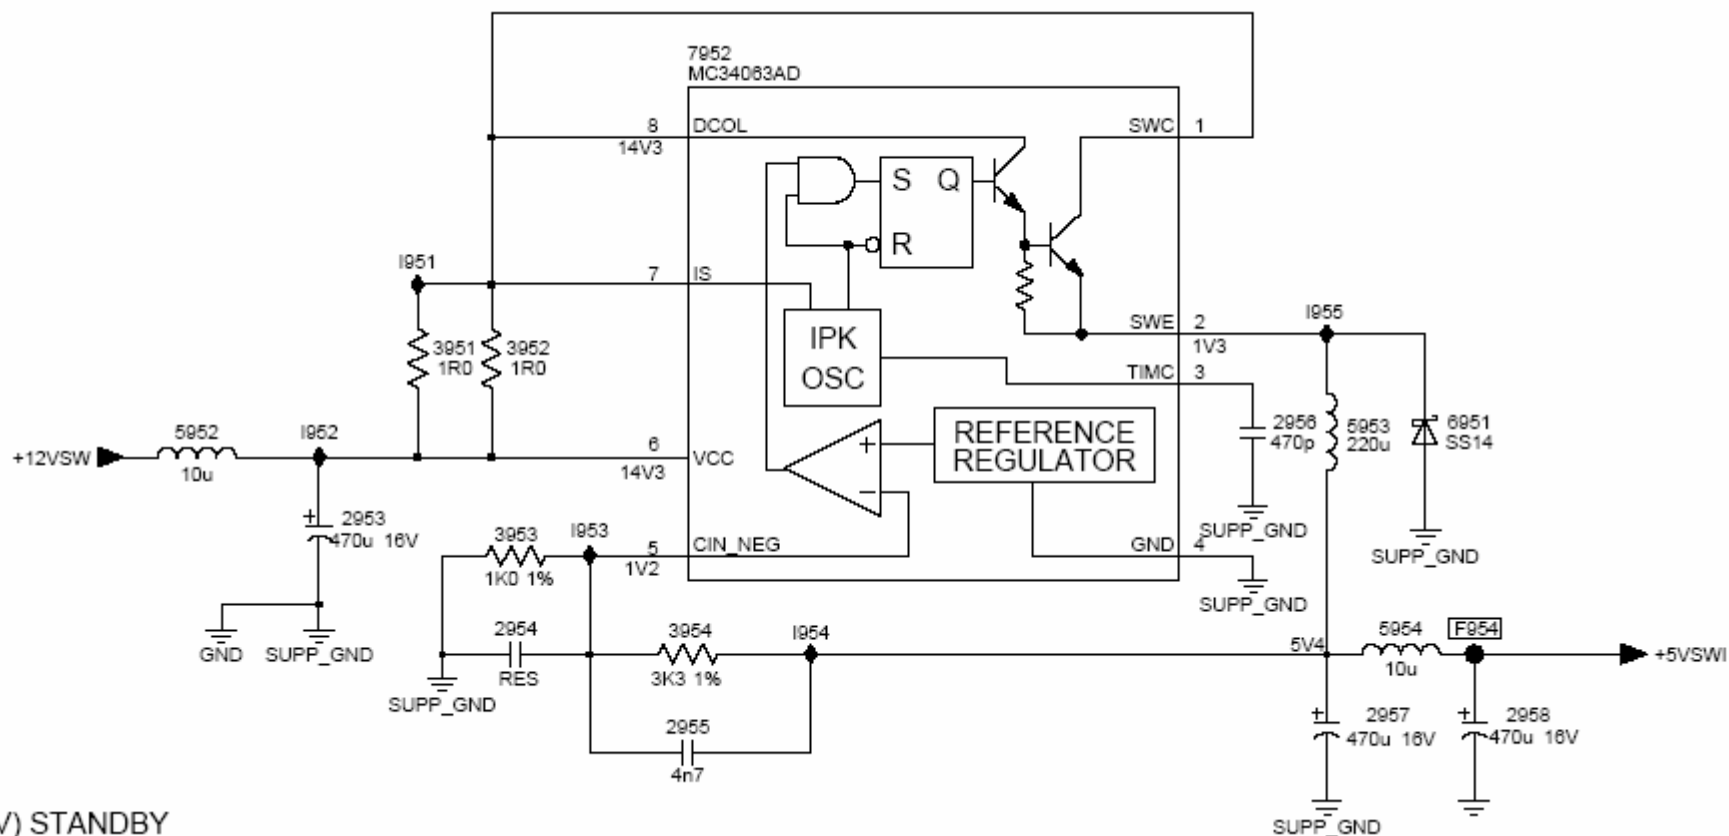 7952
MC34063AD
8
DCOL
SWC
1
14V3
S
Q
R
I951
7
IS
IPK
OSC
SWE
2
1V3
I955
TIMC
3
3951
1R0
3952
1R0
2956
470p
5953
220u
6951
SS14
REFERENCE
REGULATOR
+12VSW
5952
10u
I952
6
VCC
14V3
2953
+
470u 16V
3953
1K0 1%
I953
5
CIN_NEG
1V2
+
−
GND
4
SUPP_GND
SUPP_GND
SUPP_GND
GND
SUPP_GND
2954
RES
3954
3K3 1%
I954
5V4
5954
10u
F954
+5VSWI
SUPP_GND
2955
4n7
+
2957
470u 16V
+
2958
470u 16V
SUPP_GND
V) STANDBY